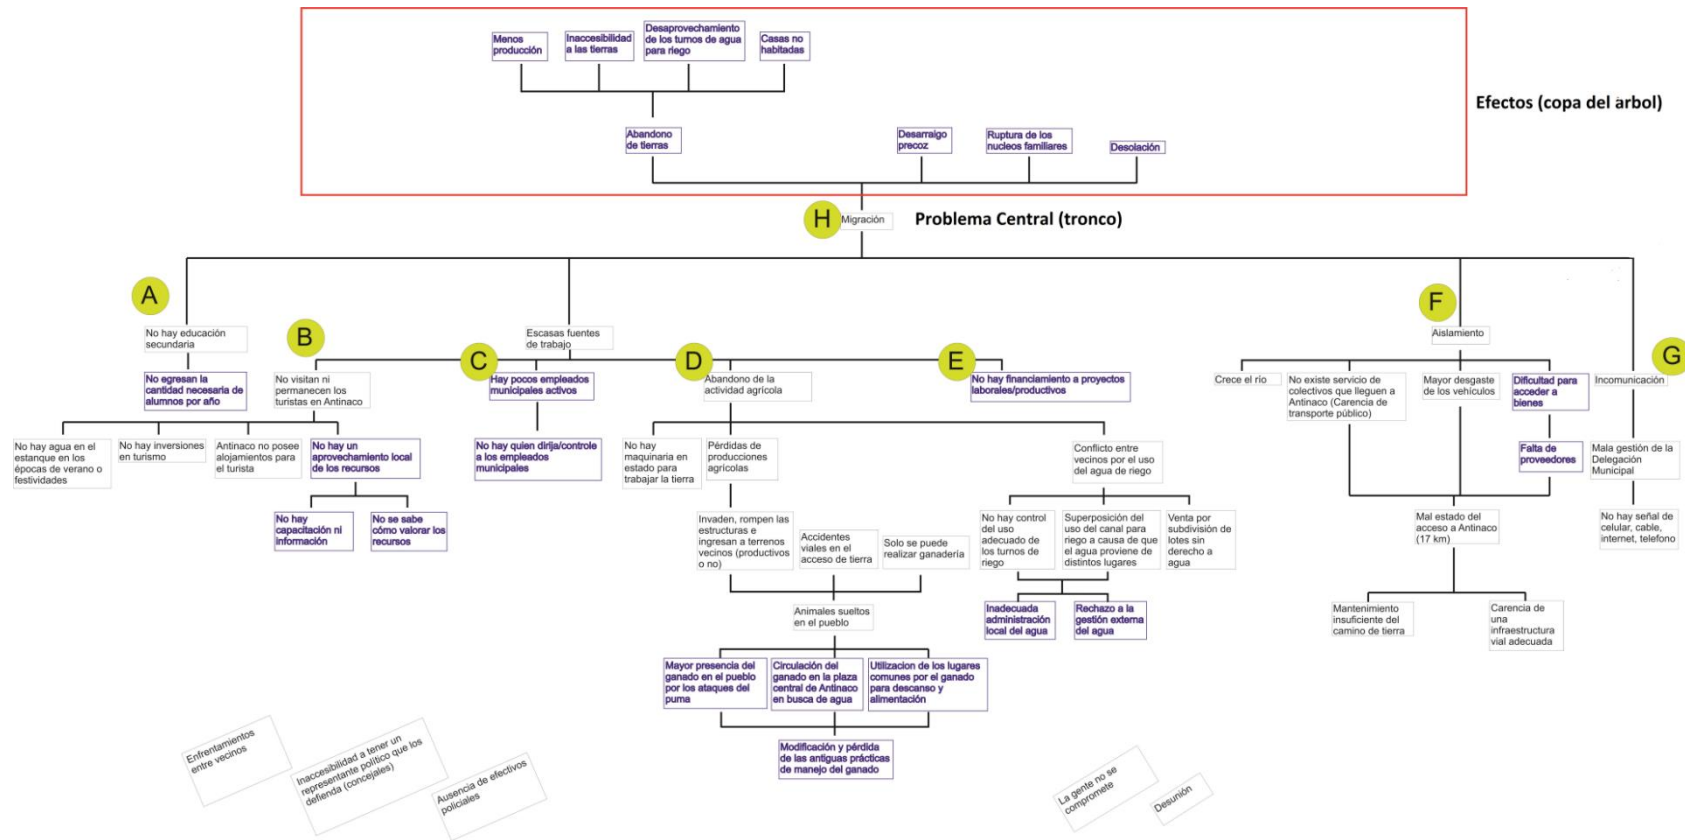 Menos
producción
Inaccesibilidad
a las tierras
Desaprovechamiento
de los turnos de agua
para riego
Casas no
habitadas
Efectos (copa del arbol)
Abandono
de tierras
Desarraigo
precoz
Ruptura de los
nucleos familiares
Desolación
H
Migración
Problema Central (tronco)
A
No hay educación
secundaria
No egresan la
cantidad necesaria de
alumnos por año
Escasas fuentes
de trabajo
B
No visitan ni
permanecen los
turistas en Antinaco
C
Hay pocos empleados
municipales activos
D
Abandono de la
actividad agrícola
E
No hay financiamiento a proyectos
laborales/productivos
F
Aislamiento
Crece el río
No existe servicio de
colectivos que lleguen a
Antinaco (Carencia de
transporte público)
Mayor desgaste
de los vehículos
Dificultad para
acceder a
bienes
G
Incomunicación
No hay agua en el
estanque en los
épocas de verano o
festividades
No hay inversiones
en turismo
Antinaco no posee
alojamientos para
el turista
No hay un
aprovechamiento local
de los recursos
No hay quien dirija/controle
a los empleados
municipales
No hay
maquinaria en
estado para
trabajar la tierra
Pérdidas de
producciones
agrícolas
Conflicto entre
vecinos por el uso
del agua de riego
Falta de
proveedores
Mala gestión de la
Delegación
Municipal
No hay
capacitación ni
información
No se sabe
cómo valorar los
recursos
Invaden, rompen las
estructuras e
ingresan a terrenos
vecinos (productivos
o no)
Accidentes
viales en el
acceso de tierra
Solo se puede
realizar ganadería
No hay control
del uso
adecuado de
los turnos de
riego
Superposición del
uso del canal para
riego a causa de que
el agua proviene de
distintos lugares
Venta por
subdivisión de
lotes sin
derecho a
agua
Mal estado del
acceso a Antinaco
(17 km)
No hay señal de
celular, cable,
internet, telefono
Animales sueltos
en el pueblo
Inadecuada
administración
local del agua
Rechazo a la
gestión externa
del agua
Mantenimiento
insuficiente del
camino de tierra
Carencia de
una
infraestructura
vial adecuada
Mayor presencia del
ganado en el pueblo
por los ataques del
puma
Circulación del
ganado en la plaza
central de Antinaco
en busca de agua
Utilizacion de los lugares
comunes por el ganado
para descanso y
alimentación
Modificación y pérdida
de las antiguas prácticas
de manejo del ganado
Enfrentamientos
entre vecinos
Inaccesibilidad a tener un
representante político que los
defienda (concejales)
Ausencia de efectivos
policiales
La gente no se
compromete
Desunión